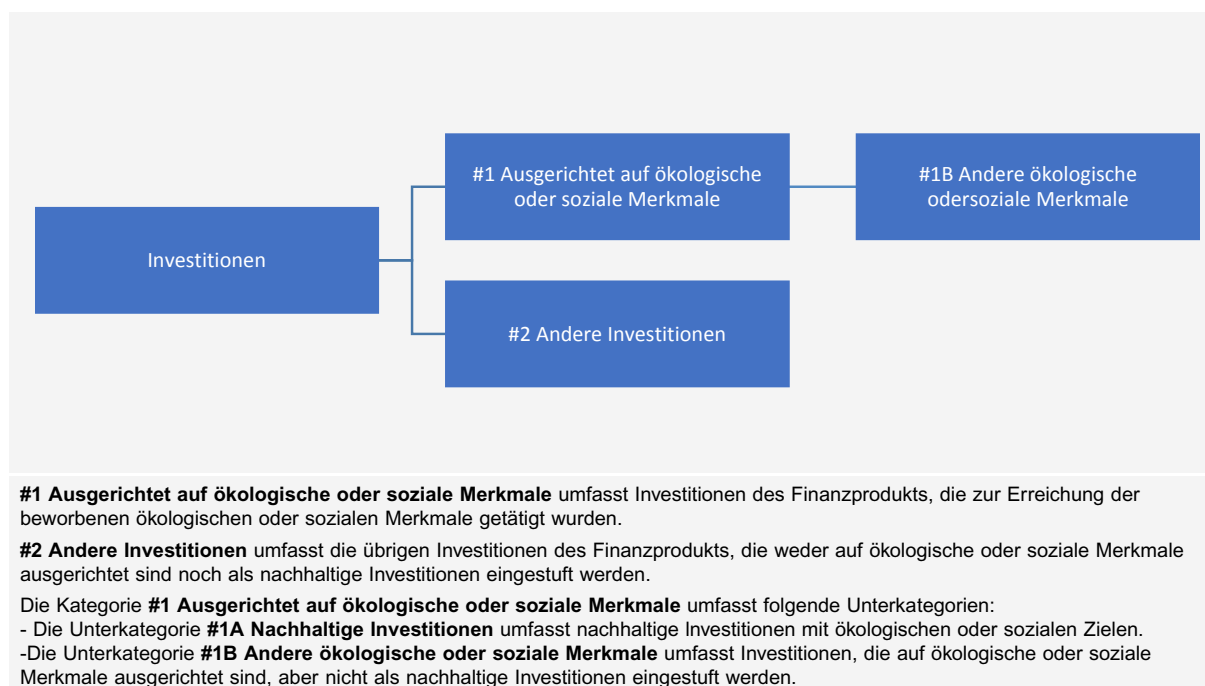 #1 Ausgerichtet auf ökologische
oder soziale Merkmale
#1B Andere ökologische
odersoziale Merkmale
Investitionen
#2 Andere Investitionen
#1 Ausgerichtet auf ökologische oder soziale Merkmale umfasst Investitionen des Finanzprodukts, die zur Erreichung der
beworbenen ökologischen oder sozialen Merkmale getätigt wurden.
#2 Andere Investitionen umfasst die übrigen Investitionen des Finanzprodukts, die weder auf ökologische oder soziale Merkmale
ausgerichtet sind noch als nachhaltige Investitionen eingestuft werden.
Die Kategorie #1 Ausgerichtet auf ökologische oder soziale Merkmale umfasst folgende Unterkategorien:
- Die Unterkategorie #1A Nachhaltige Investitionen umfasst nachhaltige Investitionen mit ökologischen oder sozialen Zielen.
-Die Unterkategorie #1B Andere ökologische oder soziale Merkmale umfasst Investitionen, die auf ökologische oder soziale
Merkmale ausgerichtet sind, aber nicht als nachhaltige Investitionen eingestuft werden.